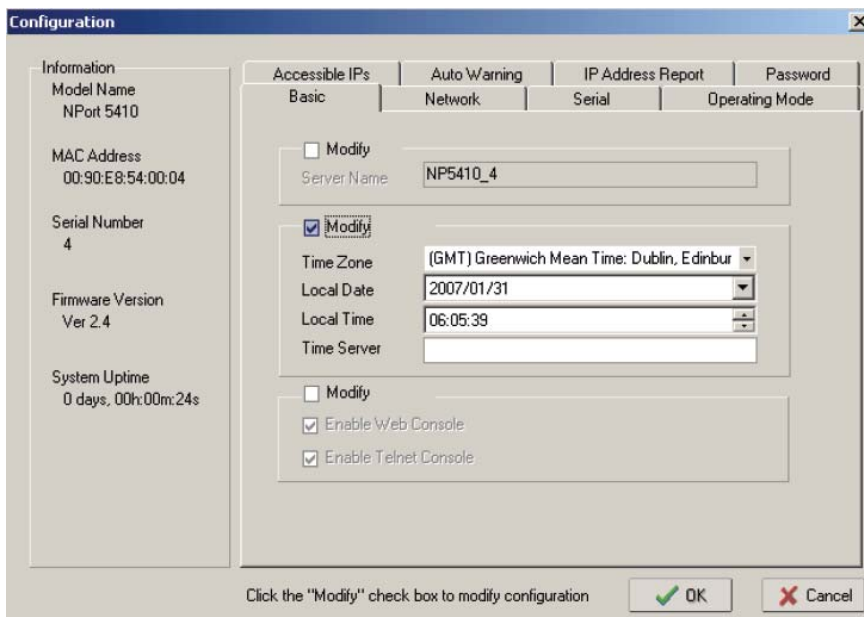 Configuration
Information
Model Name
NPort 5410
MAC Address
00:90:E8:54:00:04
Serial Number
4
Firmware Version
Ver 2.4
System Uptime
0 days, 00h:00m:24s
Accessible IPs
Auto Warning
IP Address Report
Password
Basic
Network
Serial
Operating Mode
Modify
Server Name
NP5410_4
Modify
Time Zone
(GMT) Greenwich Mean Time: Dublin, Edinbur
Local Date
2007/01/31
Local Time
06:05:39
Time Server
Modify
Enable Web Console
Enable Telnet Console
Click the "Modify" check box to modify configuration
OK
Cancel